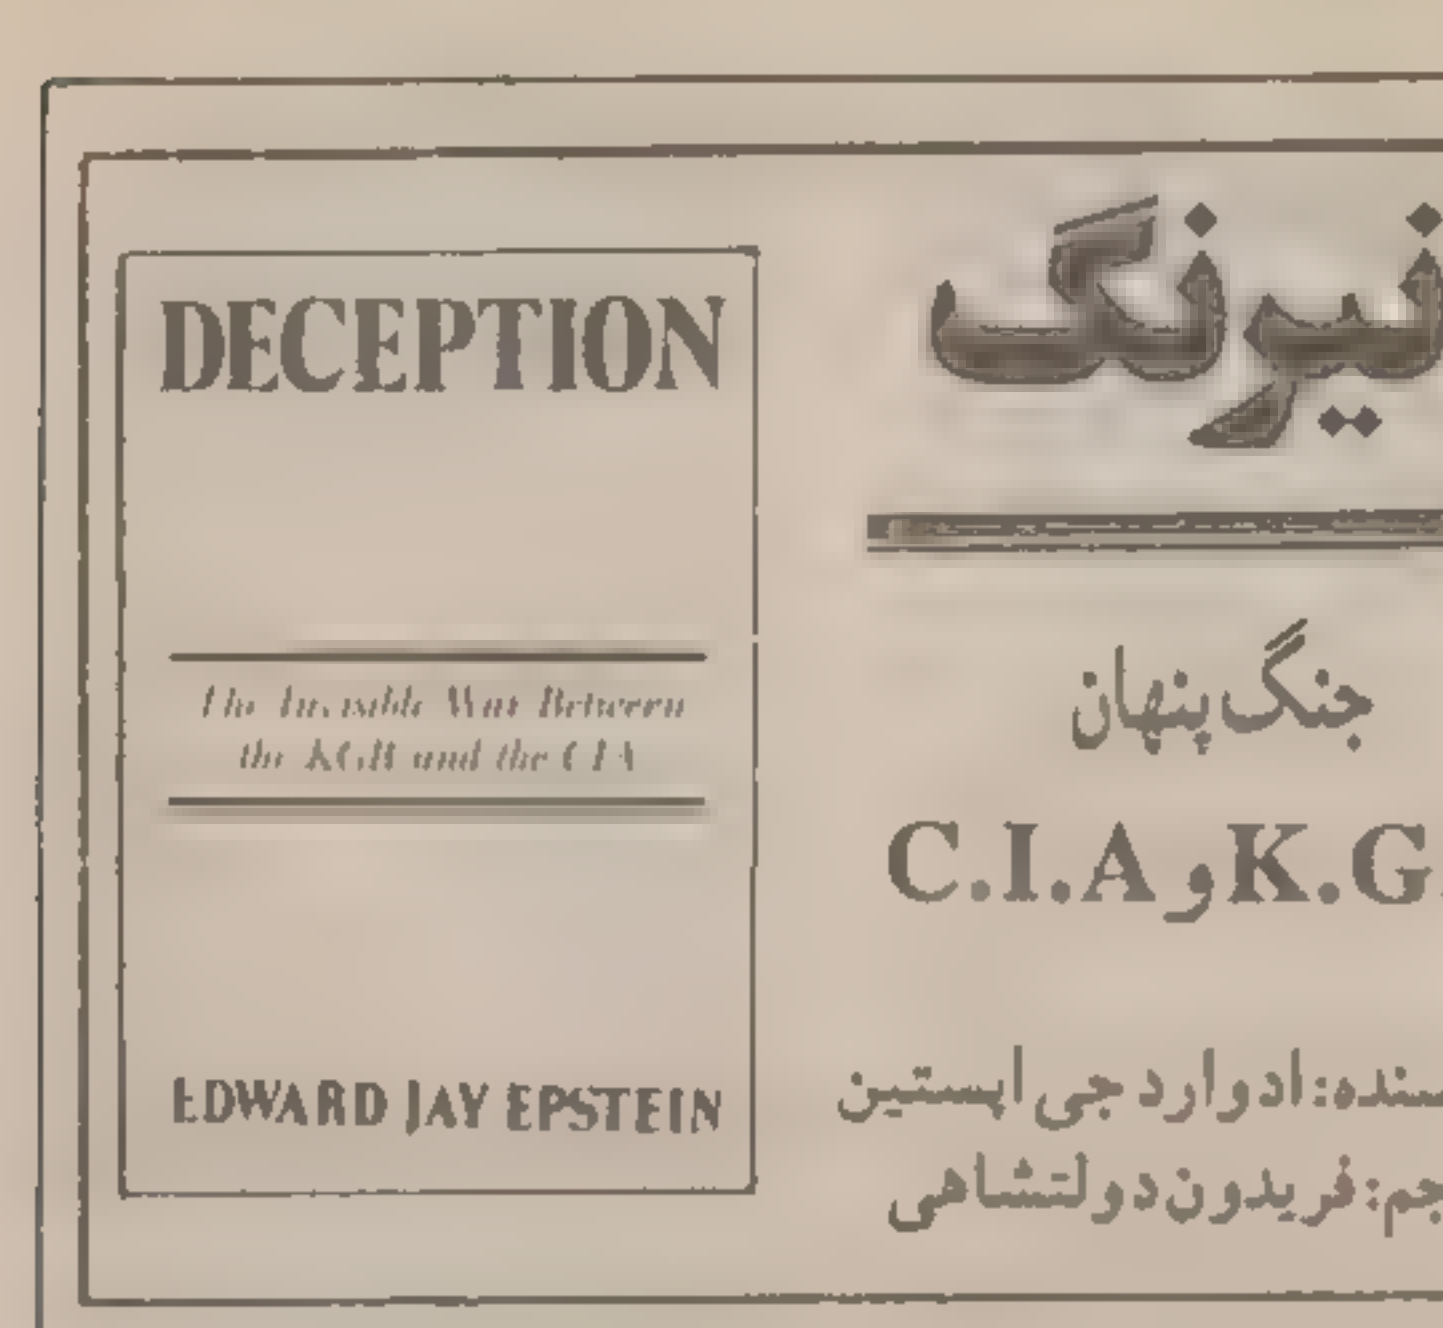 DECEPTION
The Invisible War Between
the KGB and the CIA
EDWARD JAY EPSTEIN
نیرنگ
جنگ پنهان
C.I.A و K.G.
سنده: ادوارد جی اپستین
جم: فریدون دولتشاهی